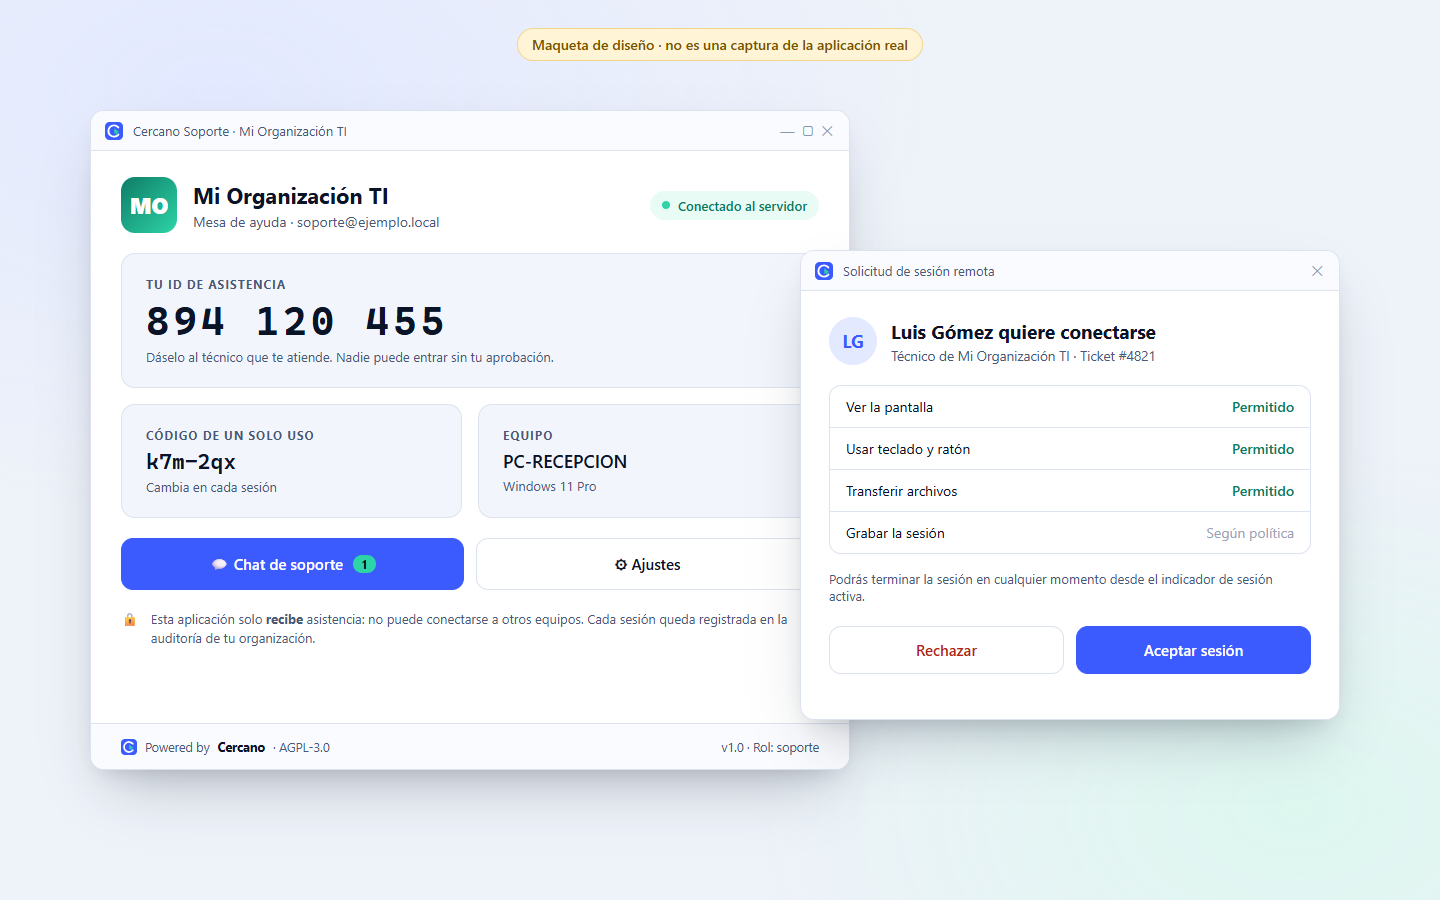 Maqueta de diseño · no es una captura de la aplicación real
Cercano Soporte · Mi Organización TI
MO
Mi Organización TI
Mesa de ayuda · soporte@ejemplo.local
Conectado al servidor
TU ID DE ASISTENCIA
894 120 455
Dáselo al técnico que te atiende. Nadie puede entrar sin tu aprobación.
CÓDIGO DE UN SOLO USO
k7m-2qx
Cambia en cada sesión
EQUIPO
PC-RECEPCION
Windows 11 Pro
Chat de soporte 1
Ajustes
Esta aplicación solo recibe asistencia: no puede conectarse a otros equipos. Cada sesión queda registrada en la
auditoría de tu organización.
Powered by Cercano · AGPL-3.0
v1.0 · Rol: soporte
Solicitud de sesión remota
LG
Luis Gómez quiere conectarse
Técnico de Mi Organización TI · Ticket #4821
Ver la pantalla Permitido
Usar teclado y ratón Permitido
Transferir archivos Permitido
Grabar la sesión Según política
Podrás terminar la sesión en cualquier momento desde el indicador de sesión
activa.
Rechazar
Aceptar sesión